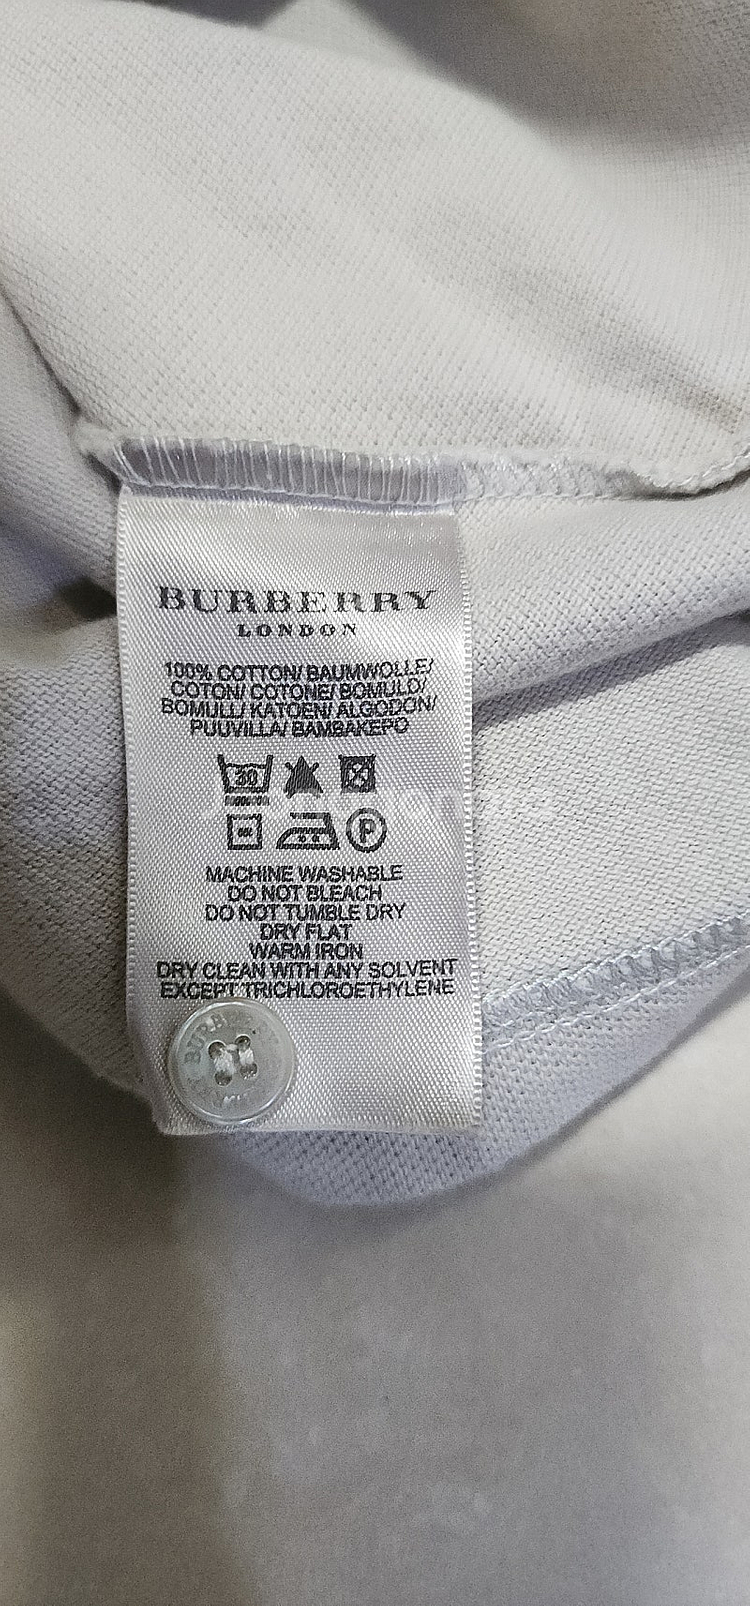 BURBERRY
LONDON
100% COTTON/ BAUMWOLLE/
COTON/ COTONE/ BOMULD/
BOMULL/ KATOEN/ ALGODON/
PUUVILLA/ BAMBAKEPO
30
P
MACHINE WASHABLE
DO NOT BLEACH
DO NOT TUMBLE DRY
DRY FLAT
WARM IRON
DRY CLEAN WITH ANY SOLVENT
EXCEPT TRICHLOROETHYLENE